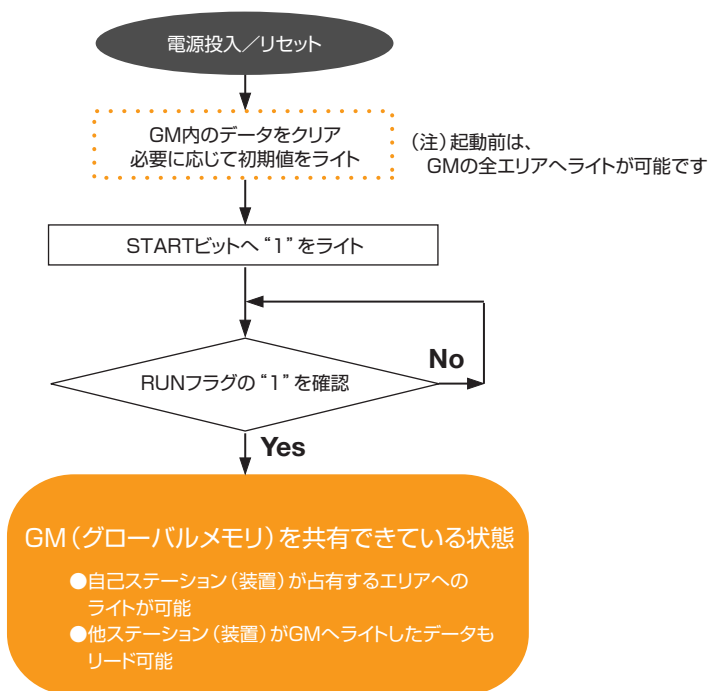 電源投入／リセット
GM内のデータをクリア
必要に応じて初期値をライト
（注）起動前は、
GMの全エリアへライトが可能です
STARTビットへ“1”をライト
No
RUNフラグの“1”を確認
Yes
GM（グローバルメモリ）を共有できている状態
●自己ステーション（装置）が占有するエリアへの
ライトが可能
●他ステーション（装置）がGMへライトしたデータも
リード可能